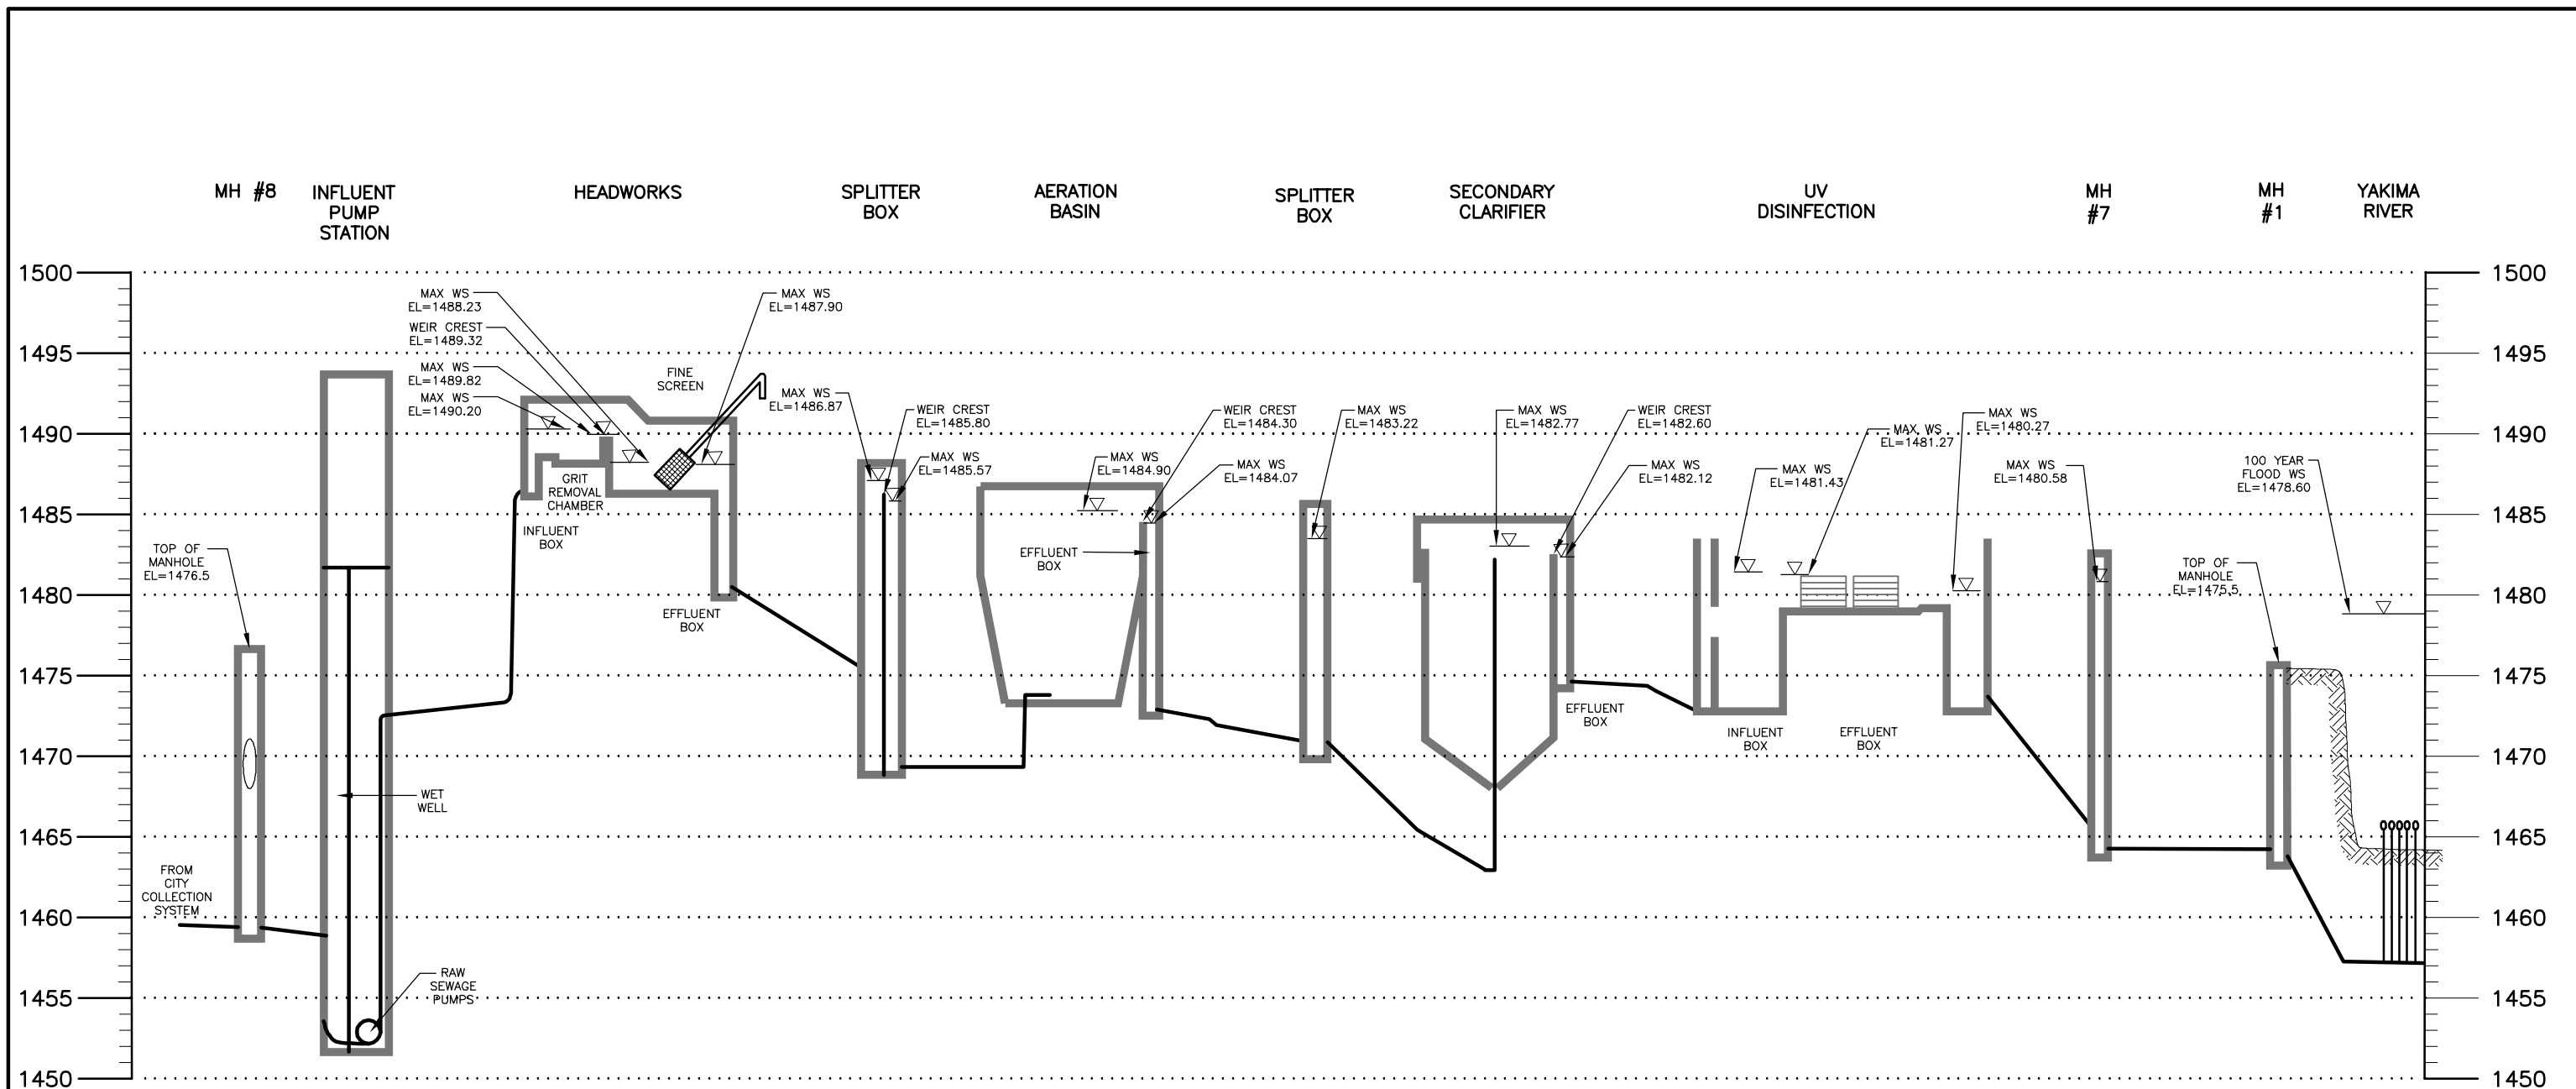 MH #8
INFLUENT
PUMP
STATION
HEADWORKS
SPLITTER
BOX
AERATION
BASIN
SPLITTER
BOX
SECONDARY
CLARIFIER
UV
DISINFECTION
MH
#7
MH
#1
YAKIMA
RIVER
1500
1495
1490
1485
1480
1475
1470
1465
1460
1455
1450
TOP OF
MANHOLE
EL=1476.5
FROM
CITY
COLLECTION
SYSTEM
WET
WELL
RAW
SEWAGE
PUMPS
MAX WS
EL=1488.23
WEIR CREST
EL=1489.32
MAX WS
EL=1489.82
MAX WS
EL=1490.20
FINE
SCREEN
MAX WS
EL=1487.90
GRIT
REMOVAL
CHAMBER
INFLUENT
BOX
EFFLUENT
BOX
MAX WS
EL=1486.87
WEIR CREST
EL=1485.80
MAX WS
EL=1485.57
MAX WS
EL=1484.90
EFFLUENT
BOX
WEIR CREST
EL=1484.30
MAX WS
EL=1484.07
MAX WS
EL=1483.22
MAX WS
EL=1482.77
WEIR CREST
EL=1482.60
MAX WS
EL=1482.12
EFFLUENT
BOX
MAX WS
EL=1481.43
MAX WS
EL=1481.27
MAX WS
EL=1480.27
INFLUENT
BOX
EFFLUENT
BOX
MAX WS
EL=1480.58
TOP OF
MANHOLE
EL=1475.5
100 YEAR
FLOOD WS
EL=1478.60
1500
1495
1490
1485
1480
1475
1470
1465
1460
1455
1450